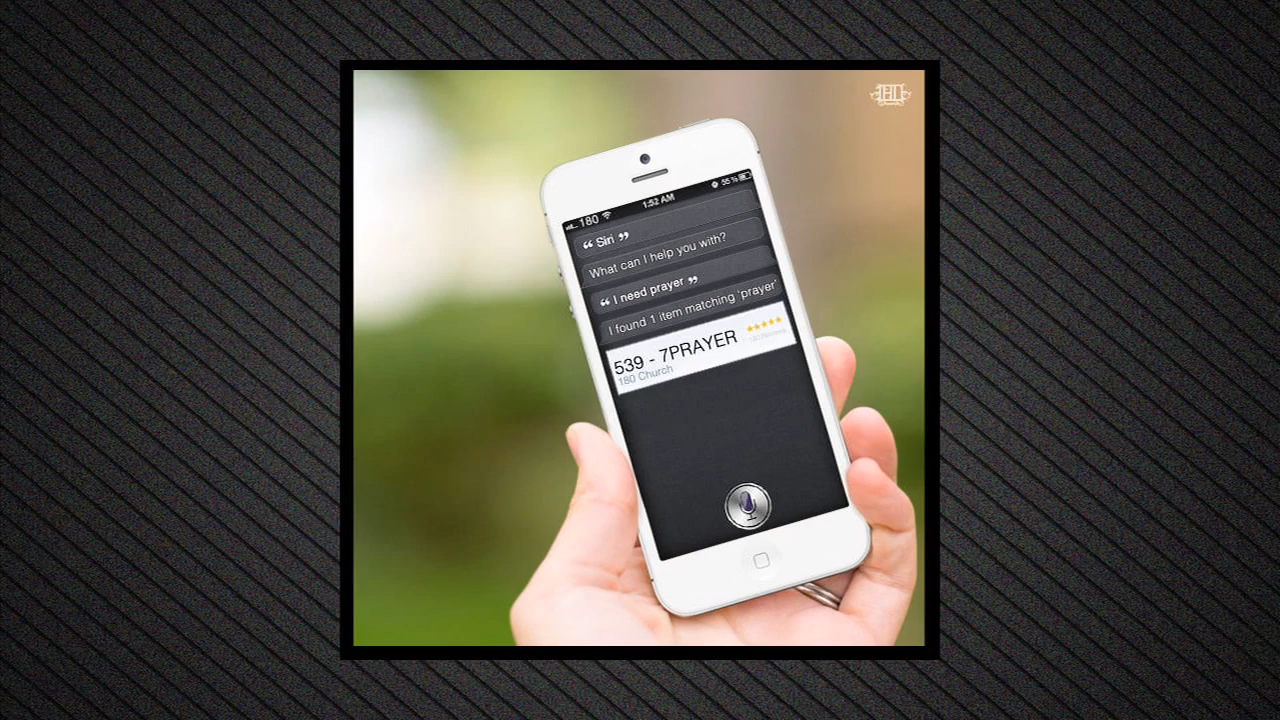 180 1:52 AM 55 %
“ Siri ”
What can I help you with?
“ I need prayer ”
I found 1 item matching ‘prayer’
539 - 7PRAYER
180 Church